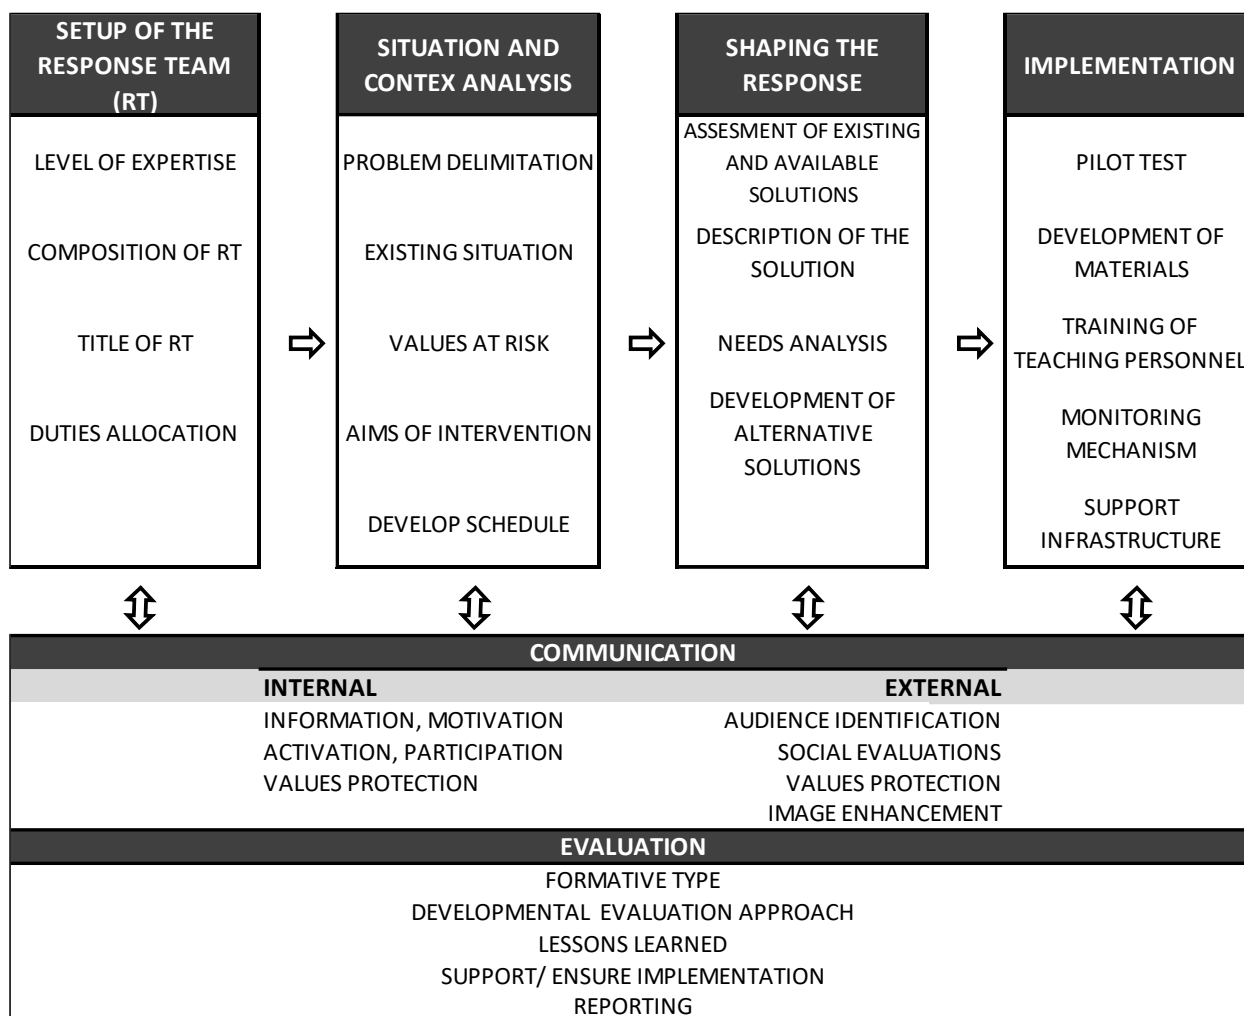 SETUP OF THE
RESPONSE TEAM
(RT)
LEVEL OF EXPERTISE
COMPOSITION OF RT
TITLE OF RT
DUTIES ALLOCATION
SITUATION AND
CONTEX ANALYSIS
PROBLEM DELIMITATION
EXISTING SITUATION
VALUES AT RISK
AIMS OF INTERVENTION
DEVELOP SCHEDULE
SHAPING THE
RESPONSE
ASSESMENT OF EXISTING
AND AVAILABLE
SOLUTIONS
DESCRIPTION OF THE
SOLUTION
NEEDS ANALYSIS
DEVELOPMENT OF
ALTERNATIVE
SOLUTIONS
IMPLEMENTATION
PILOT TEST
DEVELOPMENT OF
MATERIALS
TRAINING OF
TEACHING PERSONNEL
MONITORING
MECHANISM
SUPPORT
INFRASTRUCTURE
COMMUNICATION
INTERNAL
INFORMATION, MOTIVATION
ACTIVATION, PARTICIPATION
VALUES PROTECTION
EXTERNAL
AUDIENCE IDENTIFICATION
SOCIAL EVALUATIONS
VALUES PROTECTION
IMAGE ENHANCEMENT
EVALUATION
FORMATIVE TYPE
DEVELOPMENTAL EVALUATION APPROACH
LESSONS LEARNED
SUPPORT/ ENSURE IMPLEMENTATION
REPORTING